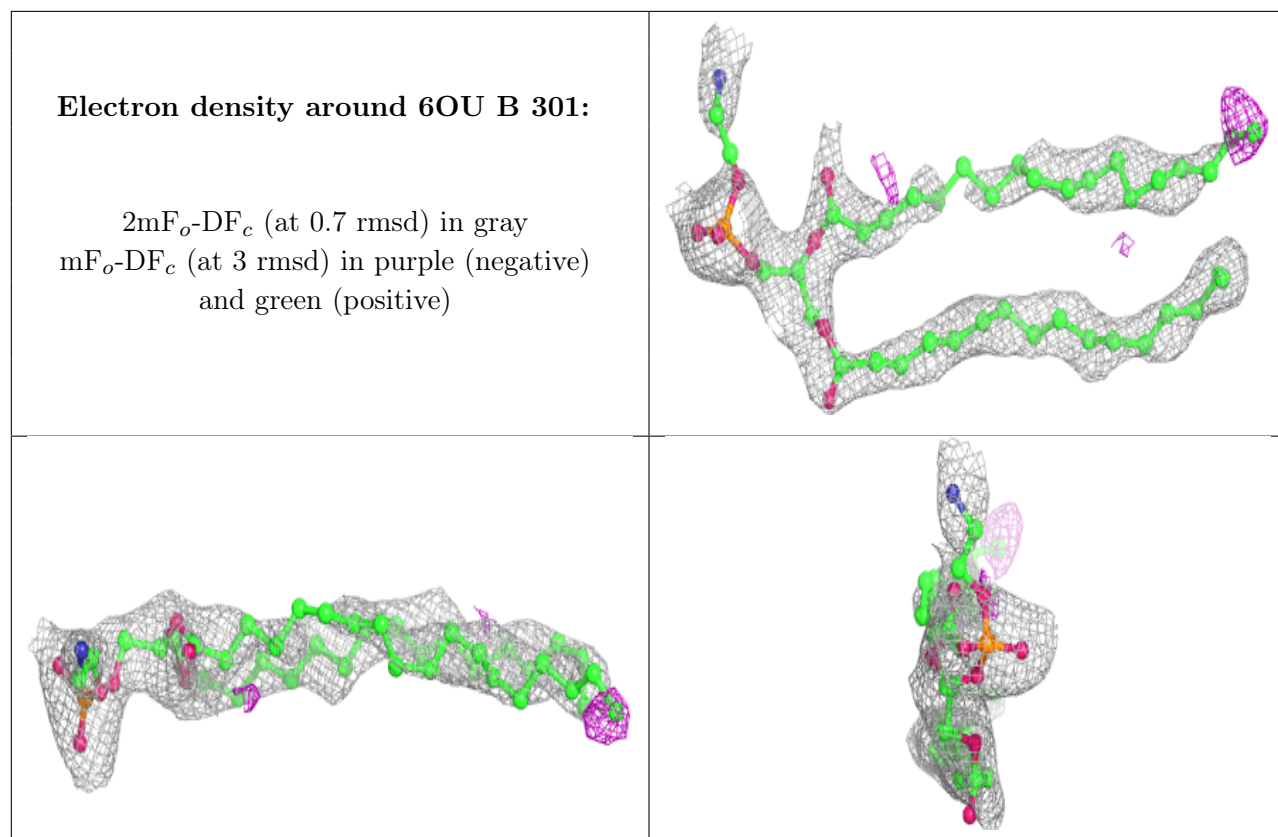 Electron density around 6OU B 301:
2mFo-DFc (at 0.7 rmsd) in gray
mFo-DFc (at 3 rmsd) in purple (negative)
and green (positive)